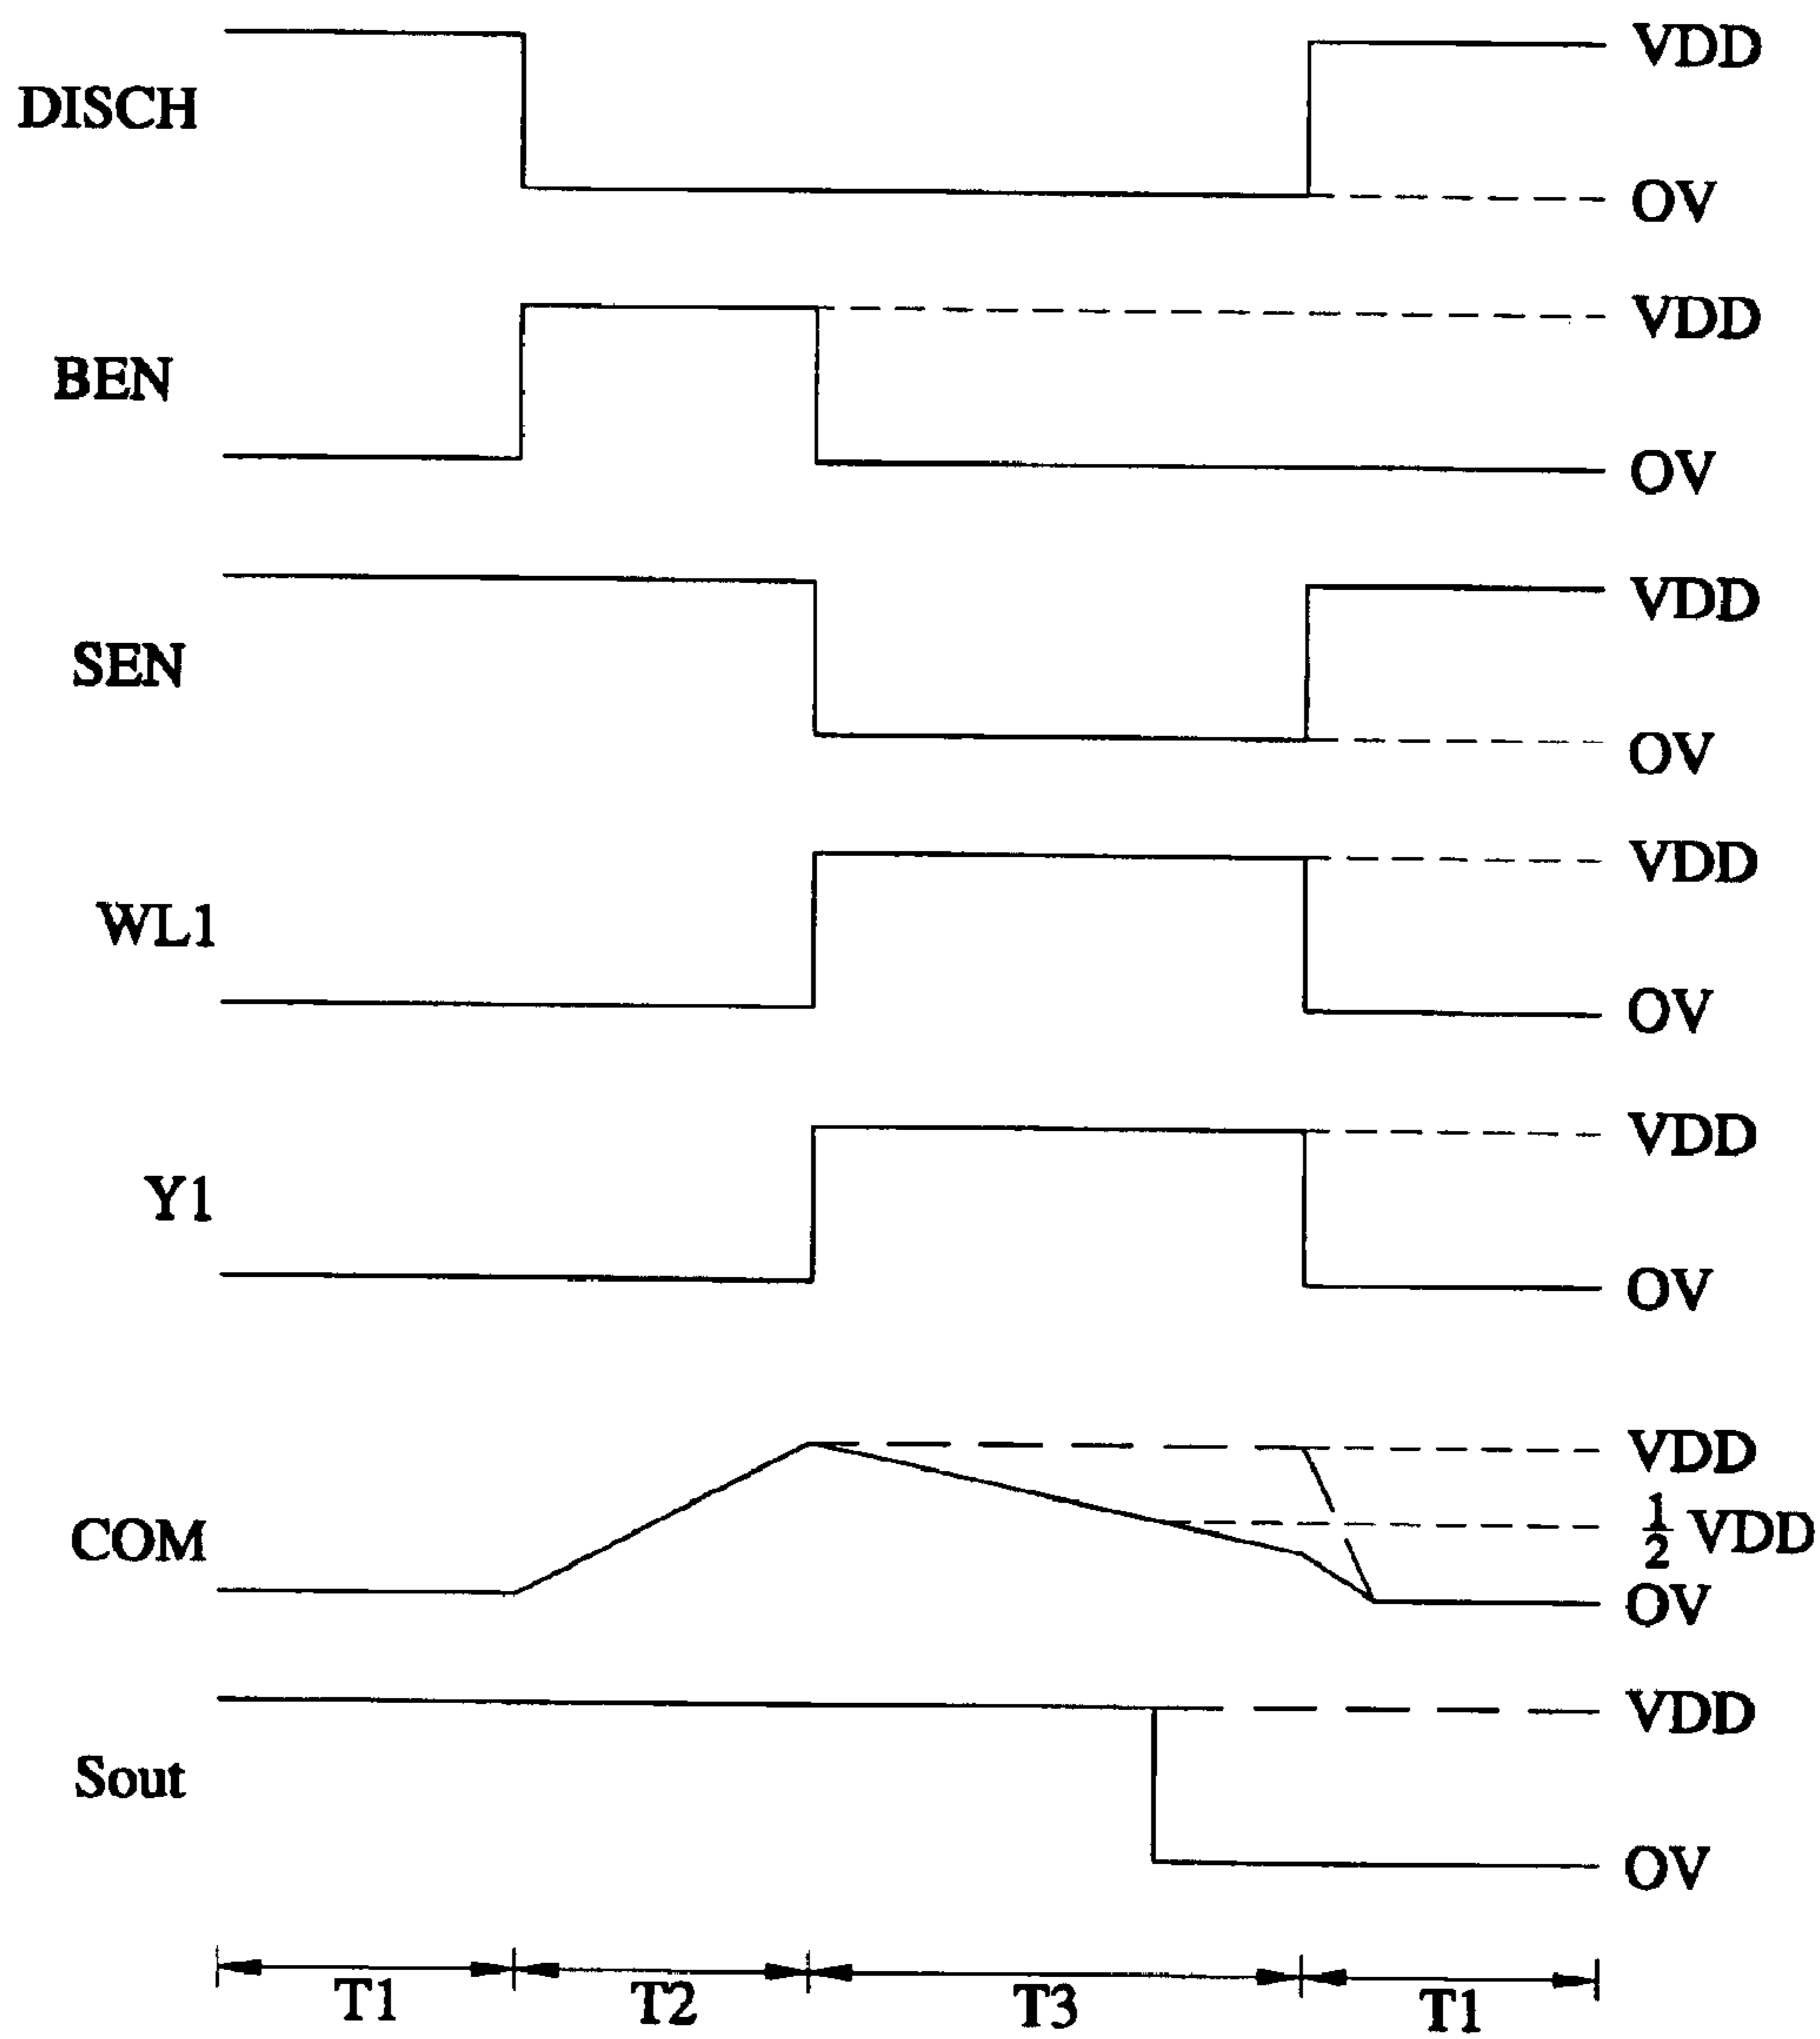 VDD
DISCH
OV
VDD
BEN
OV
VDD
SEN
OV
VDD
WL1
OV
VDD
Y1
OV
VDD
COM
1/2 VDD
OV
VDD
Sout
OV
T1 T2 T3 T1